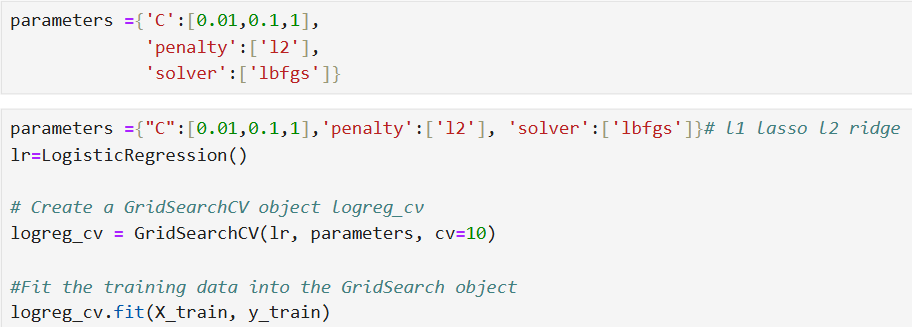 parameters ={'C':[0.01,0.1,1],
'penalty':['l2'],
'solver':['lbfgs']}
parameters ={"C":[0.01,0.1,1],'penalty':['l2'], 'solver':['lbfgs']}# l1 lasso l2 ridge
lr=LogisticRegression()
# Create a GridSearchCV object logreg_cv
logreg_cv = GridSearchCV(lr, parameters, cv=10)
#Fit the training data into the GridSearch object
logreg_cv.fit(X_train, y_train)